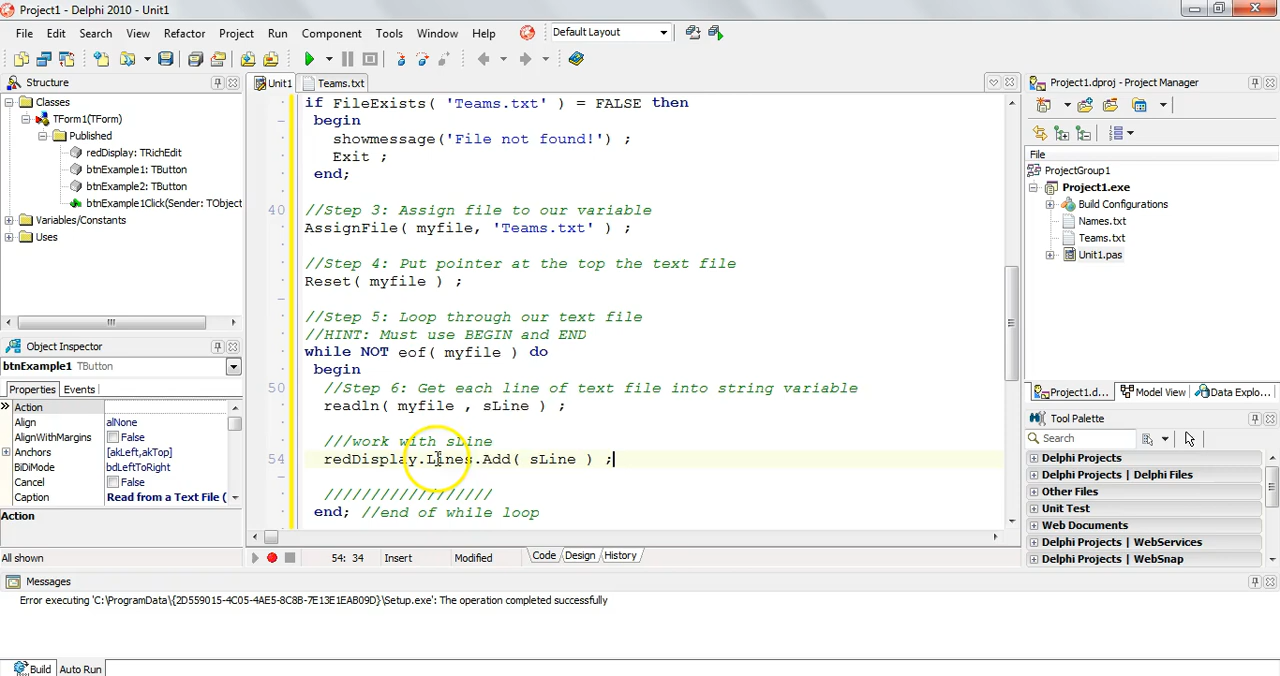 Project1 - Delphi 2010 - Unit1
File Edit Search View Refactor Project Run Component Tools Window Help Default Layout
Structure
Classes
TForm1(TForm)
Published
redDisplay: TRichEdit
btnExample1: TButton
btnExample2: TButton
btnExample1Click(Sender: TObject
Variables/Constants
Uses
Object Inspector
btnExample1 TButton
Properties Events
Action
Align alNone
AlignWithMargins False
Anchors [akLeft,akTop]
BiDiMode bdLeftToRight
Cancel False
Caption Read from a Text File (
Action
All shown
Unit1 Teams.txt
if FileExists( 'Teams.txt' ) = FALSE then
begin
showmessage('File not found!') ;
Exit ;
end;
40 //Step 3: Assign file to our variable
AssignFile( myfile, 'Teams.txt' ) ;
//Step 4: Put pointer at the top the text file
Reset( myfile ) ;
//Step 5: Loop through our text file
//HINT: Must use BEGIN and END
while NOT eof( myfile ) do
begin
50 //Step 6: Get each line of text file into string variable
readln( myfile , sLine ) ;
///work with sLine
54 redDisplay.Lines.Add( sLine ) ;
//////////////////
end; //end of while loop
54: 34 Insert Modified Code Design History
Project1.dproj - Project Manager
File
ProjectGroup1
Project1.exe
Build Configurations
Names.txt
Teams.txt
Unit1.pas
Project1.d... Model View Data Explo...
Tool Palette
Search
Delphi Projects
Delphi Projects | Delphi Files
Other Files
Unit Test
Web Documents
Delphi Projects | WebServices
Delphi Projects | WebSnap
Messages
Error executing 'C:\ProgramData\{2D559015-4C05-4AE5-8C8B-7E13E1EAB09D}\Setup.exe': The operation completed successfully
Build Auto Run